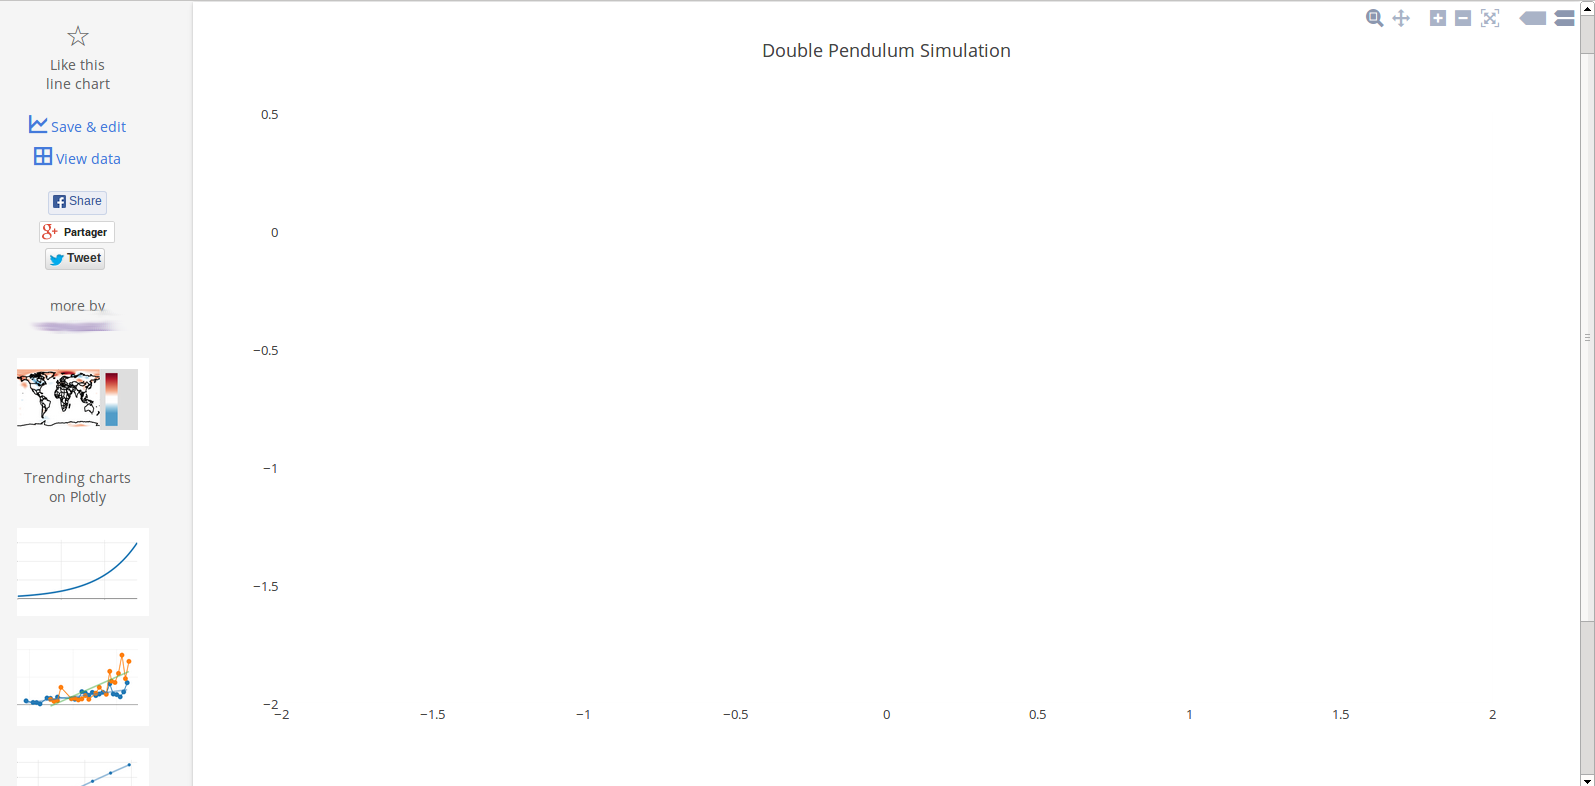 Like this
line chart
Save & edit
View data
Share
Partager
Tweet
more by
Trending charts
on Plotly
Double Pendulum Simulation
0.5
0
−0.5
−1
−1.5
−2
−2 −1.5 −1 −0.5 0 0.5 1 1.5 2